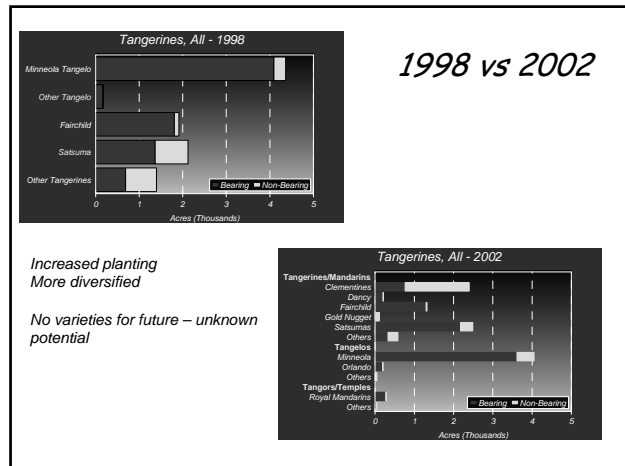 Tangerines, All - 1998
1998 vs 2002
Minneola Tangelo
Other Tangelo
Fairchild
Satsuma
Other Tangerines
Bearing Non-Bearing
0 1 2 3 4 5
Acres (Thousands)
Increased planting
More diversified
No varieties for future – unknown
potential
Tangerines, All - 2002
Tangerines/Mandarins
Clementines
Dancy
Fairchild
Gold Nugget
Satsumas
Others
Tangelos
Minneola
Orlando
Others
Tangors/Temples
Royal Mandarins
Others
Bearing Non-Bearing
0 1 2 3 4 5
Acres (Thousands)